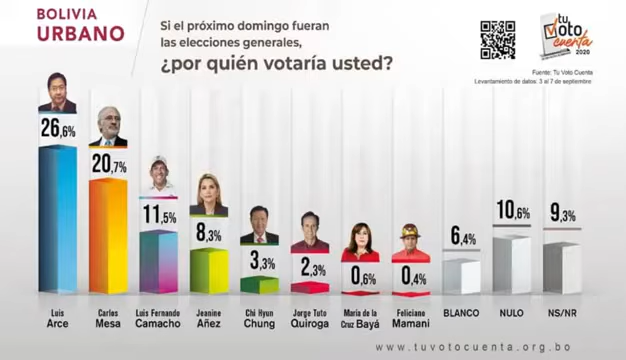 BOLIVIA
URBANO
Si el próximo domingo fueran
las elecciones generales,
¿por quién votaría usted?
tu
Voto
cuenta
2020
Fuente: Tu Voto Cuenta
Levantamiento de datos: 3 al 7 de septiembre
26,6%
20,7%
11,5%
8,3%
3,3%
2,3%
0,6%
0,4%
6,4%
10,6%
9,3%
Luis
Arce
Carlos
Mesa
Luis Fernando
Camacho
Jeanine
Añez
Chi Hyun
Chung
Jorge Tuto
Quiroga
María de la
Cruz Bayá
Feliciano
Mamani
BLANCO
NULO
NS/NR
www.tuvotocuenta.org.bo